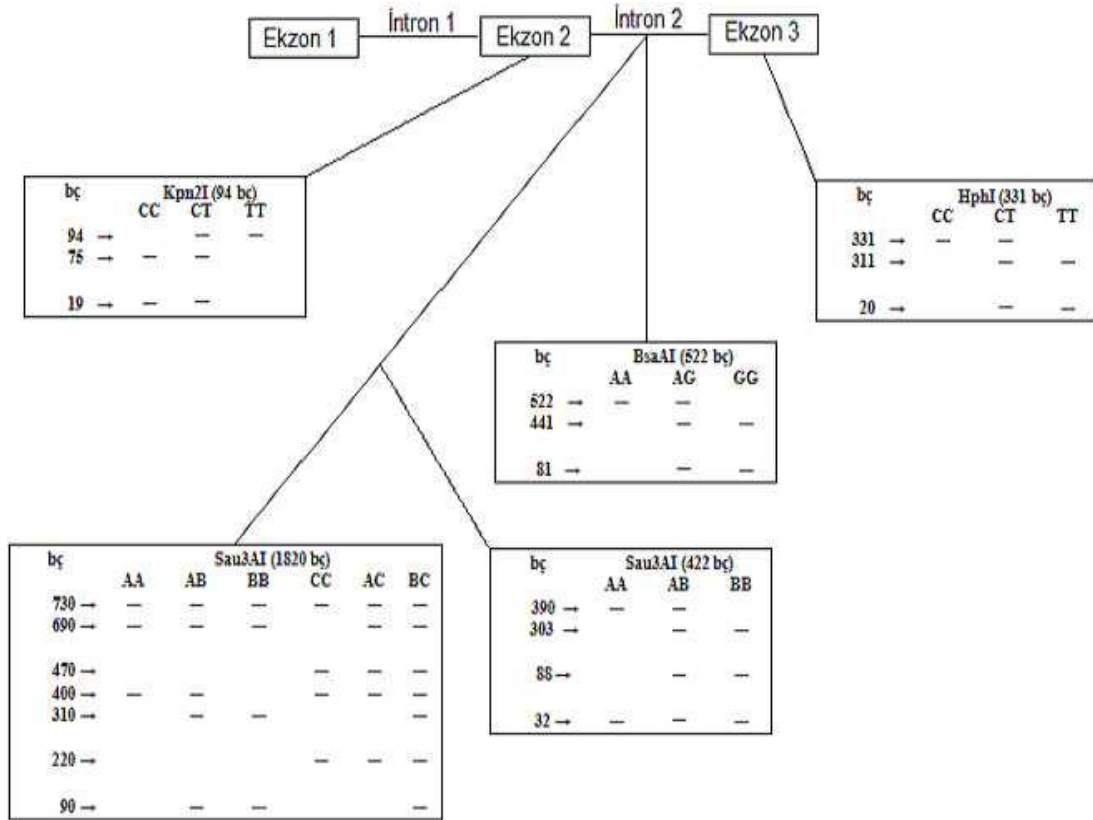 Ekzon 1 İntron 1 Ekzon 2 İntron 2 Ekzon 3
bç Kpn2I (94 bç)
CC CT TT
94 → — —
75 → — —
19 → — —
bç HphI (331 bç)
CC CT TT
331 → — —
311 → — —
20 → — —
bç BsaAI (522 bç)
AA AG GG
522 → — —
441 → — —
81 → — —
bç Sau3AI (1820 bç)
AA AB BB CC AC BC
730 → — — — — — —
690 → — — — — —
470 → — — —
400 → — — — — —
310 → — — —
220 → — — —
90 → — — —
bç Sau3AI (422 bç)
AA AB BB
390 → — —
303 → — —
88 → — —
32 → — — —